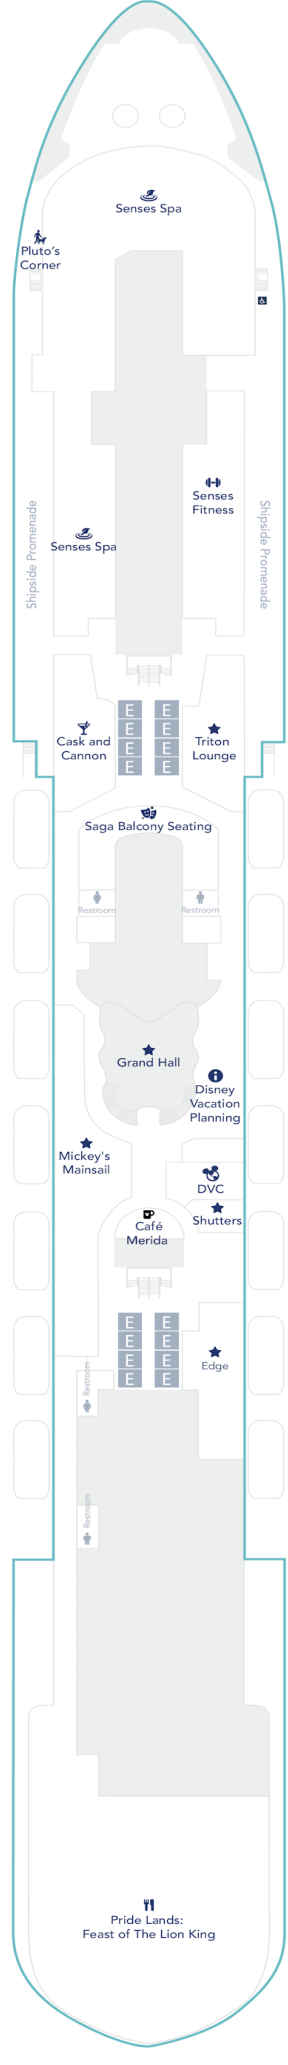 Senses Spa
Pluto's
Corner
Senses
Fitness
Shipside Promenade
Shipside Promenade
Senses Spa
Cask and
Cannon
E E
E E
E E
E E
Triton
Lounge
Saga Balcony Seating
Restroom
Restroom
Grand Hall
Disney
Vacation
Planning
Mickey's
Mainsail
DVC
Shutters
Café
Merida
E E
E E
E E
E E
Edge
Restroom
Restroom
Pride Lands:
Feast of The Lion King